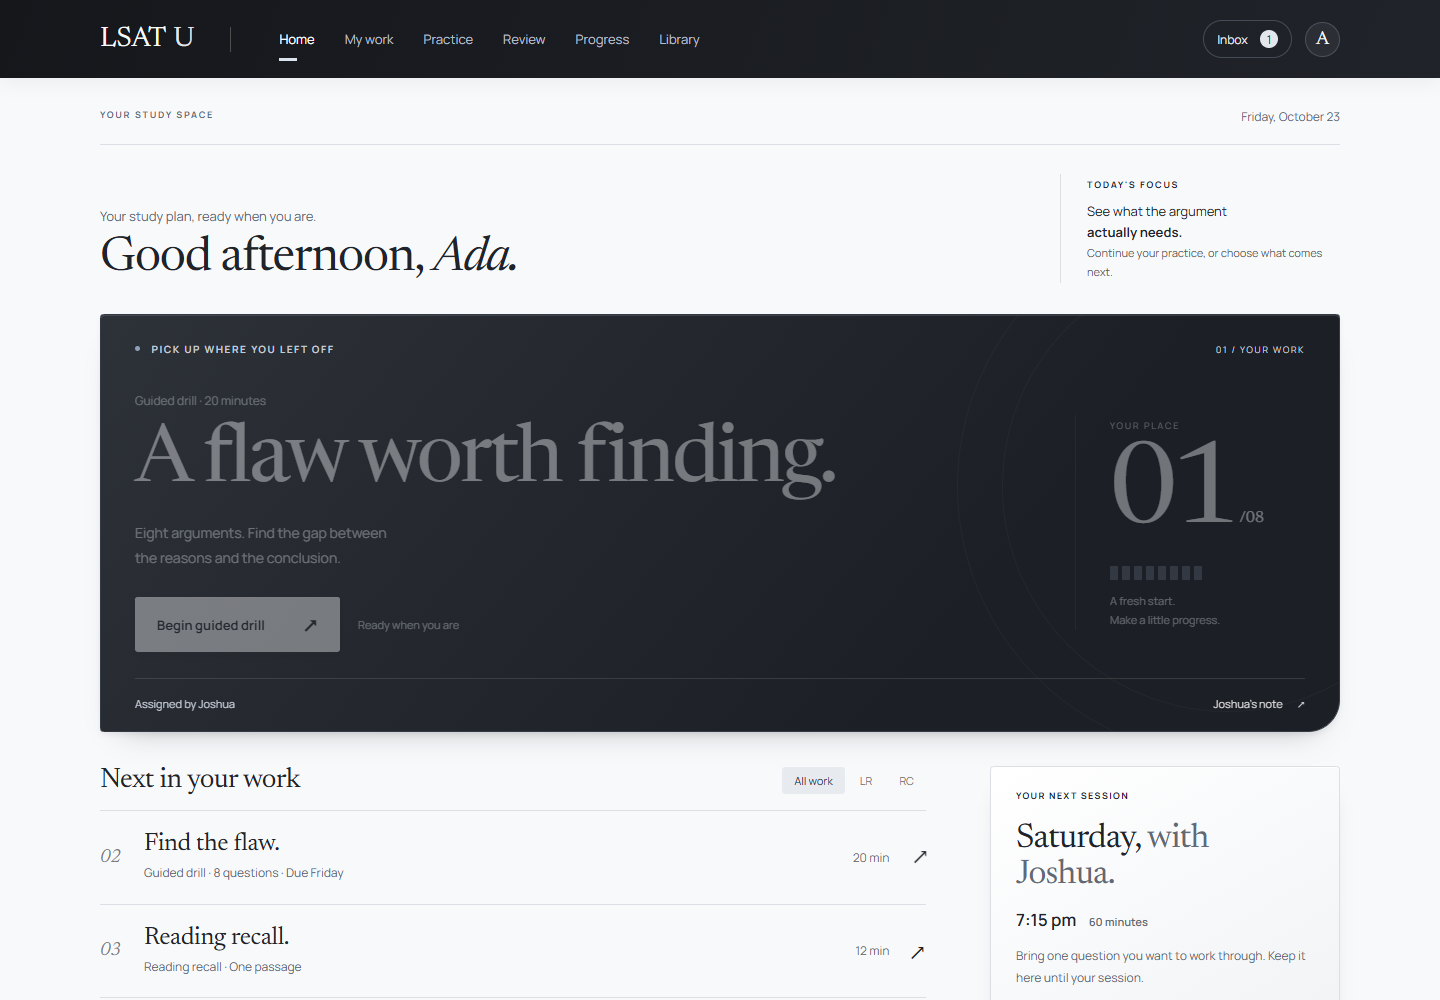 LSAT U
Home
My work
Practice
Review
Progress
Library
Inbox 1
A
YOUR STUDY SPACE
Friday, October 23
Your study plan, ready when you are.
Good afternoon, Ada.
TODAY'S FOCUS
See what the argument
actually needs.
Continue your practice, or choose what comes
next.
PICK UP WHERE YOU LEFT OFF
01 / YOUR WORK
Guided drill · 20 minutes
A flaw worth finding.
Eight arguments. Find the gap between
the reasons and the conclusion.
Begin guided drill ↗
Ready when you are
YOUR PLACE
01 /08
A fresh start.
Make a little progress.
Assigned by Joshua
Joshua's note ↗
Next in your work
All work
LR
RC
02
Find the flaw.
Guided drill · 8 questions · Due Friday
20 min ↗
03
Reading recall.
Reading recall · One passage
12 min ↗
YOUR NEXT SESSION
Saturday, with
Joshua.
7:15 pm 60 minutes
Bring one question you want to work through. Keep it
here until your session.